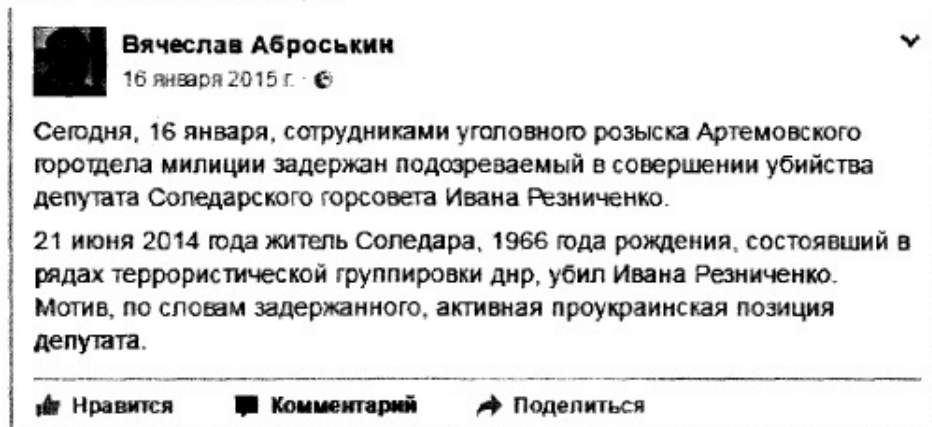 Вячеслав Аброськин
16 января 2015 г. ·
Сегодня, 16 января, сотрудниками уголовного розыска Артемовского
горотдела милиции задержан подозреваемый в совершении убийства
депутата Соледарского горсовета Ивана Резниченко.
21 июня 2014 года житель Соледара, 1966 года рождения, состоявший в
рядах террористической группировки днр, убил Ивана Резниченко.
Мотив, по словам задержанного, активная проукраинская позиция
депутата.
Нравится Комментарий Поделиться